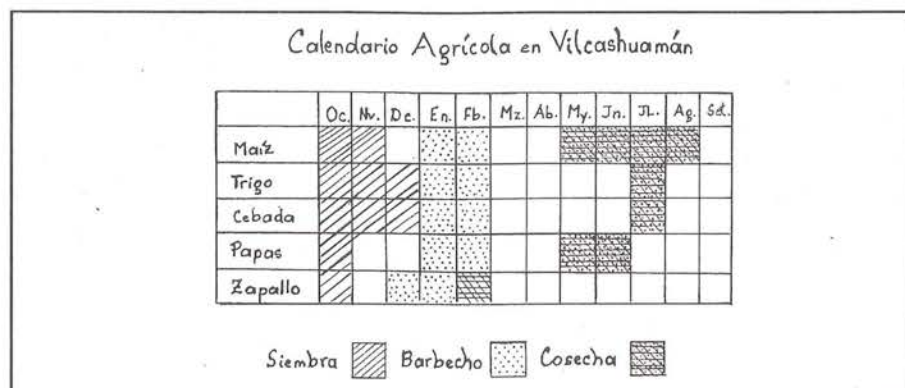 Calendario Agrícola en Vilcashuamán
Oc. Nv. Dc. En. Fb. Mz. Ab. My. Jn. JL. Ag. Set.
Maíz
Trigo
Cebada
Papas
Zapallo
Siembra Barbecho Cosecha